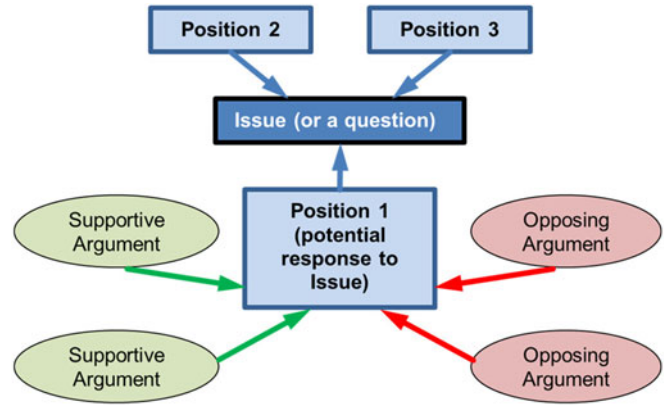 Position 2
Position 3
Issue (or a question)
Position 1
(potential
response to
Issue)
Supportive
Argument
Opposing
Argument
Supportive
Argument
Opposing
Argument